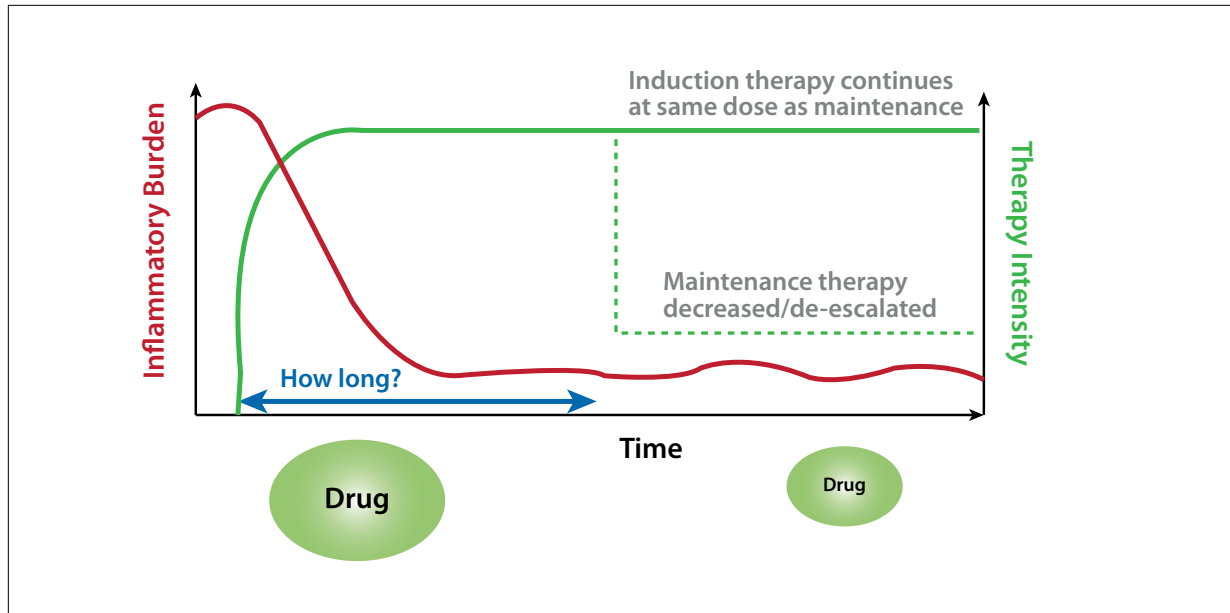 Induction therapy continues
at same dose as maintenance
Inflammatory Burden
Therapy Intensity
Maintenance therapy
decreased/de-escalated
How long?
Time
Drug
Drug